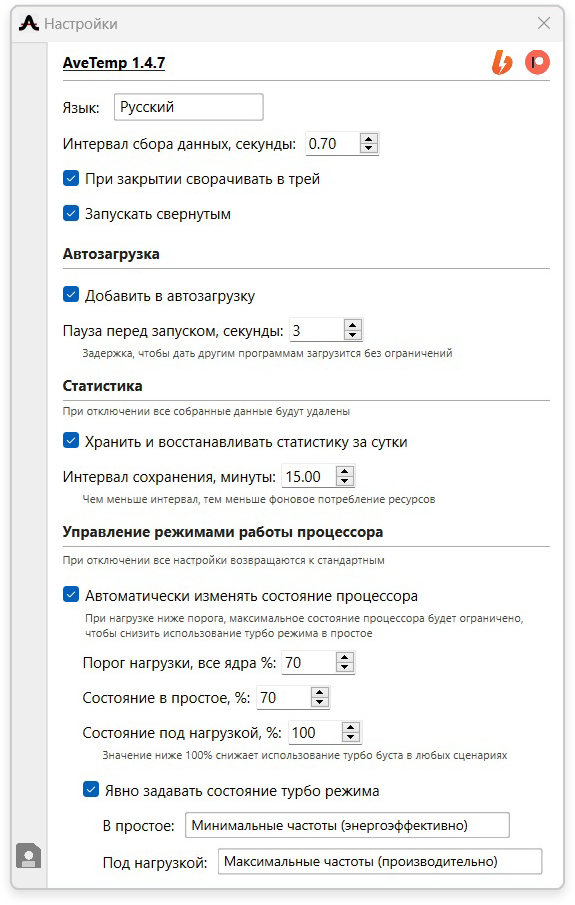 Настройки
AveTemp 1.4.7
Язык: Русский
Интервал сбора данных, секунды: 0.70
При закрытии сворачивать в трей
Запускать свернутым
Автозагрузка
Добавить в автозагрузку
Пауза перед запуском, секунды: 3
Задержка, чтобы дать другим программам загрузится без ограничений
Статистика
При отключении все собранные данные будут удалены
Хранить и восстанавливать статистику за сутки
Интервал сохранения, минуты: 15.00
Чем меньше интервал, тем меньше фоновое потребление ресурсов
Управление режимами работы процессора
При отключении все настройки возвращаются к стандартным
Автоматически изменять состояние процессора
При нагрузке ниже порога, максимальное состояние процессора будет ограничено,
чтобы снизить использование турбо режима в простое
Порог нагрузки, все ядра %: 70
Состояние в простое, %: 70
Состояние под нагрузкой, %: 100
Значение ниже 100% снижает использование турбо буста в любых сценариях
Явно задавать состояние турбо режима
В простое: Минимальные частоты (энергоэффективно)
Под нагрузкой: Максимальные частоты (производительно)